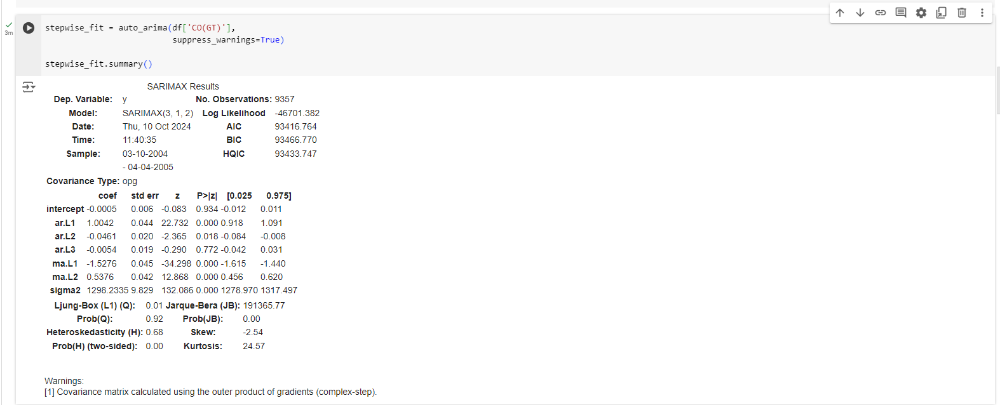 3m
stepwise_fit = auto_arima(df['CO(GT)'],
suppress_warnings=True)
stepwise_fit.summary()
SARIMAX Results
Dep. Variable: y No. Observations: 9357
Model: SARIMAX(3, 1, 2) Log Likelihood -46701.382
Date: Thu, 10 Oct 2024 AIC 93416.764
Time: 11:40:35 BIC 93466.770
Sample: 03-10-2004 HQIC 93433.747
- 04-04-2005
Covariance Type: opg
coef std err z P>|z| [0.025 0.975]
intercept -0.0005 0.006 -0.083 0.934 -0.012 0.011
ar.L1 1.0042 0.044 22.732 0.000 0.918 1.091
ar.L2 -0.0461 0.020 -2.365 0.018 -0.084 -0.008
ar.L3 -0.0054 0.019 -0.290 0.772 -0.042 0.031
ma.L1 -1.5276 0.045 -34.298 0.000 -1.615 -1.440
ma.L2 0.5376 0.042 12.868 0.000 0.456 0.620
sigma2 1298.2335 9.829 132.086 0.000 1278.970 1317.497
Ljung-Box (L1) (Q): 0.01 Jarque-Bera (JB): 191365.77
Prob(Q): 0.92 Prob(JB): 0.00
Heteroskedasticity (H): 0.68 Skew: -2.54
Prob(H) (two-sided): 0.00 Kurtosis: 24.57
Warnings:
[1] Covariance matrix calculated using the outer product of gradients (complex-step).